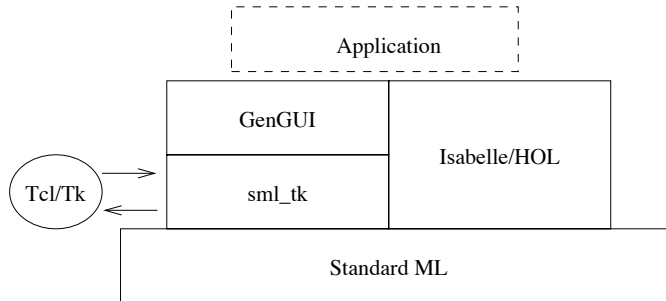 Application
GenGUI
Isabelle/HOL
Tcl/Tk
sml_tk
Standard ML